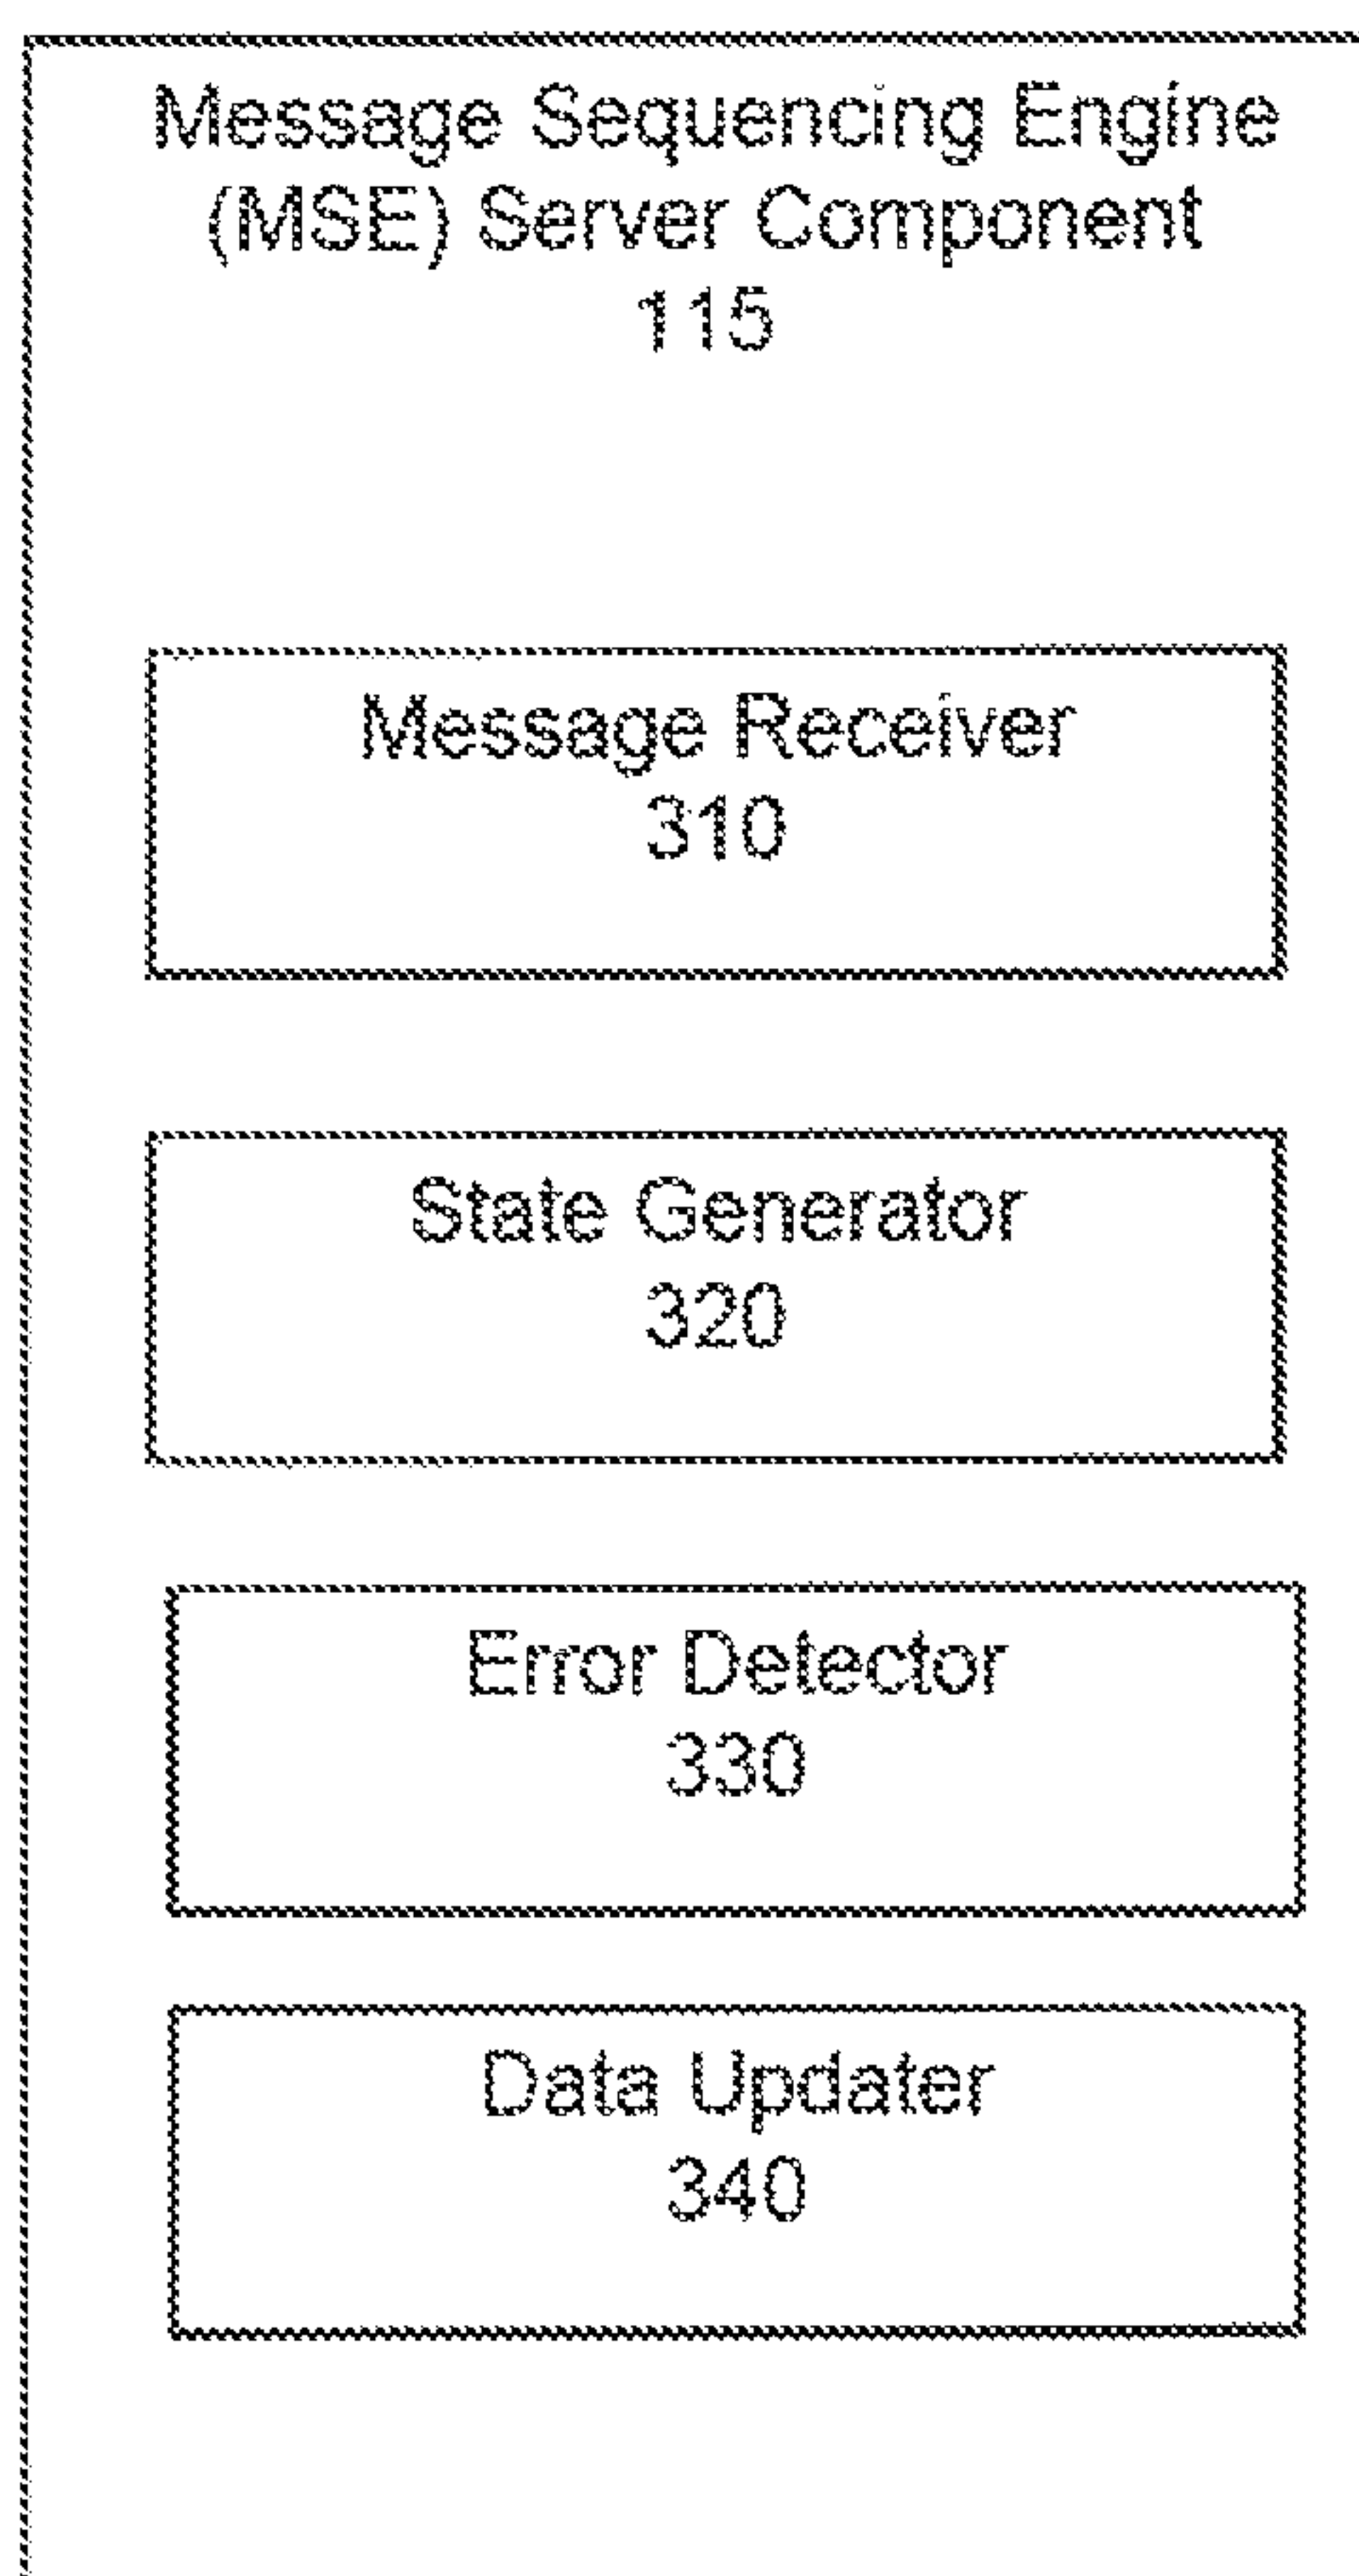 Message Sequencing Engine
(MSE) Server Component
115
Message Receiver
310
State Generator
320
Error Detector
330
Data Updater
340